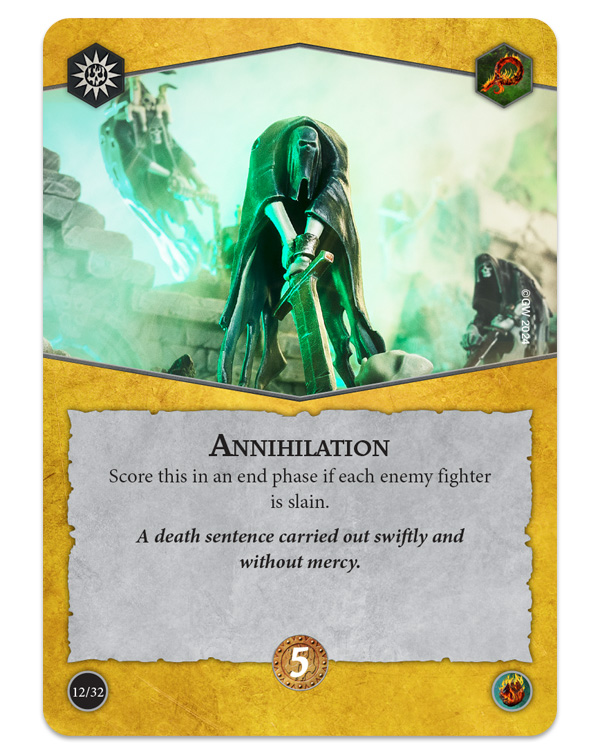 ©GW 2024
ANNIHILATION
Score this in an end phase if each enemy fighter
is slain.
A death sentence carried out swiftly and
without mercy.
5
12/32